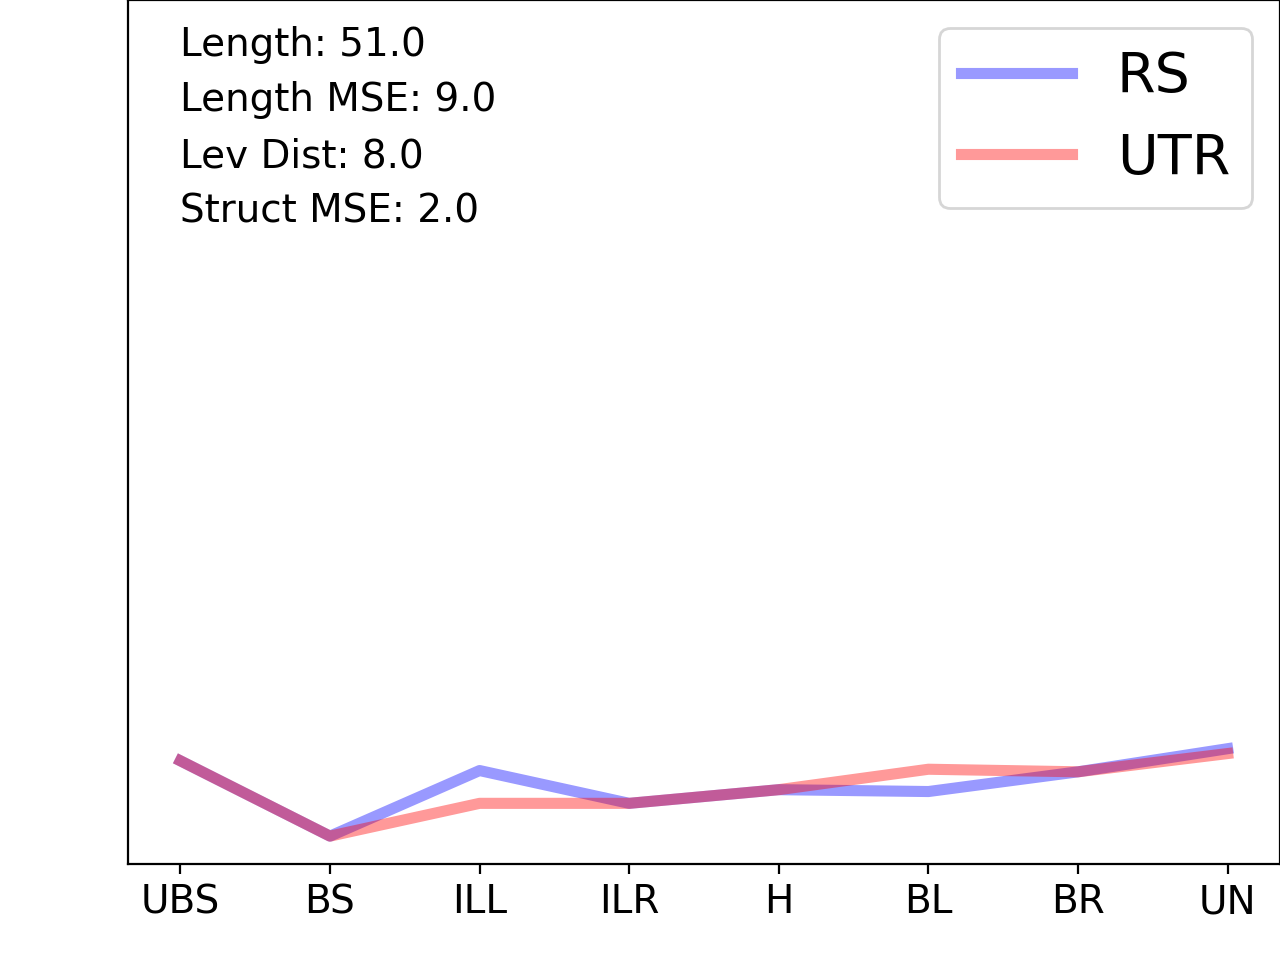 Length: 51.0
Length MSE: 9.0
Lev Dist: 8.0
Struct MSE: 2.0
RS
UTR
UBS BS ILL ILR H BL BR UN